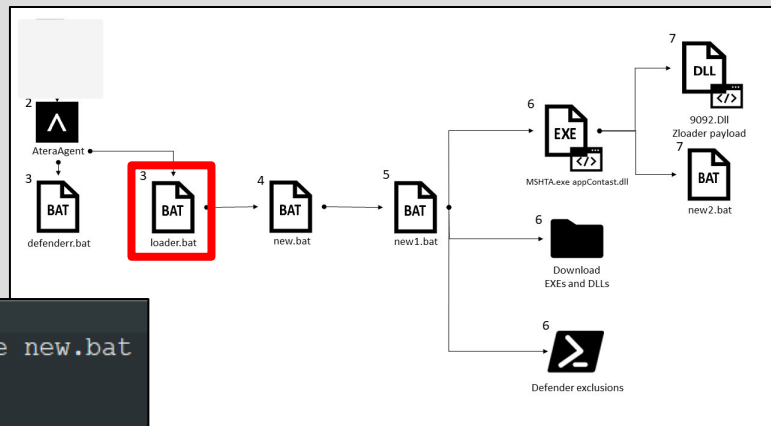 2
AteraAgent
3
BAT
defenderr.bat
3
BAT
loader.bat
4
BAT
new.bat
5
BAT
new1.bat
6
EXE
</>
MSHTA.exe appContast.dll
7
DLL
</>
9092.Dll
Zloader payload
7
BAT
new2.bat
6
Download
EXEs and DLLs
6
Defender exclusions
new.bat